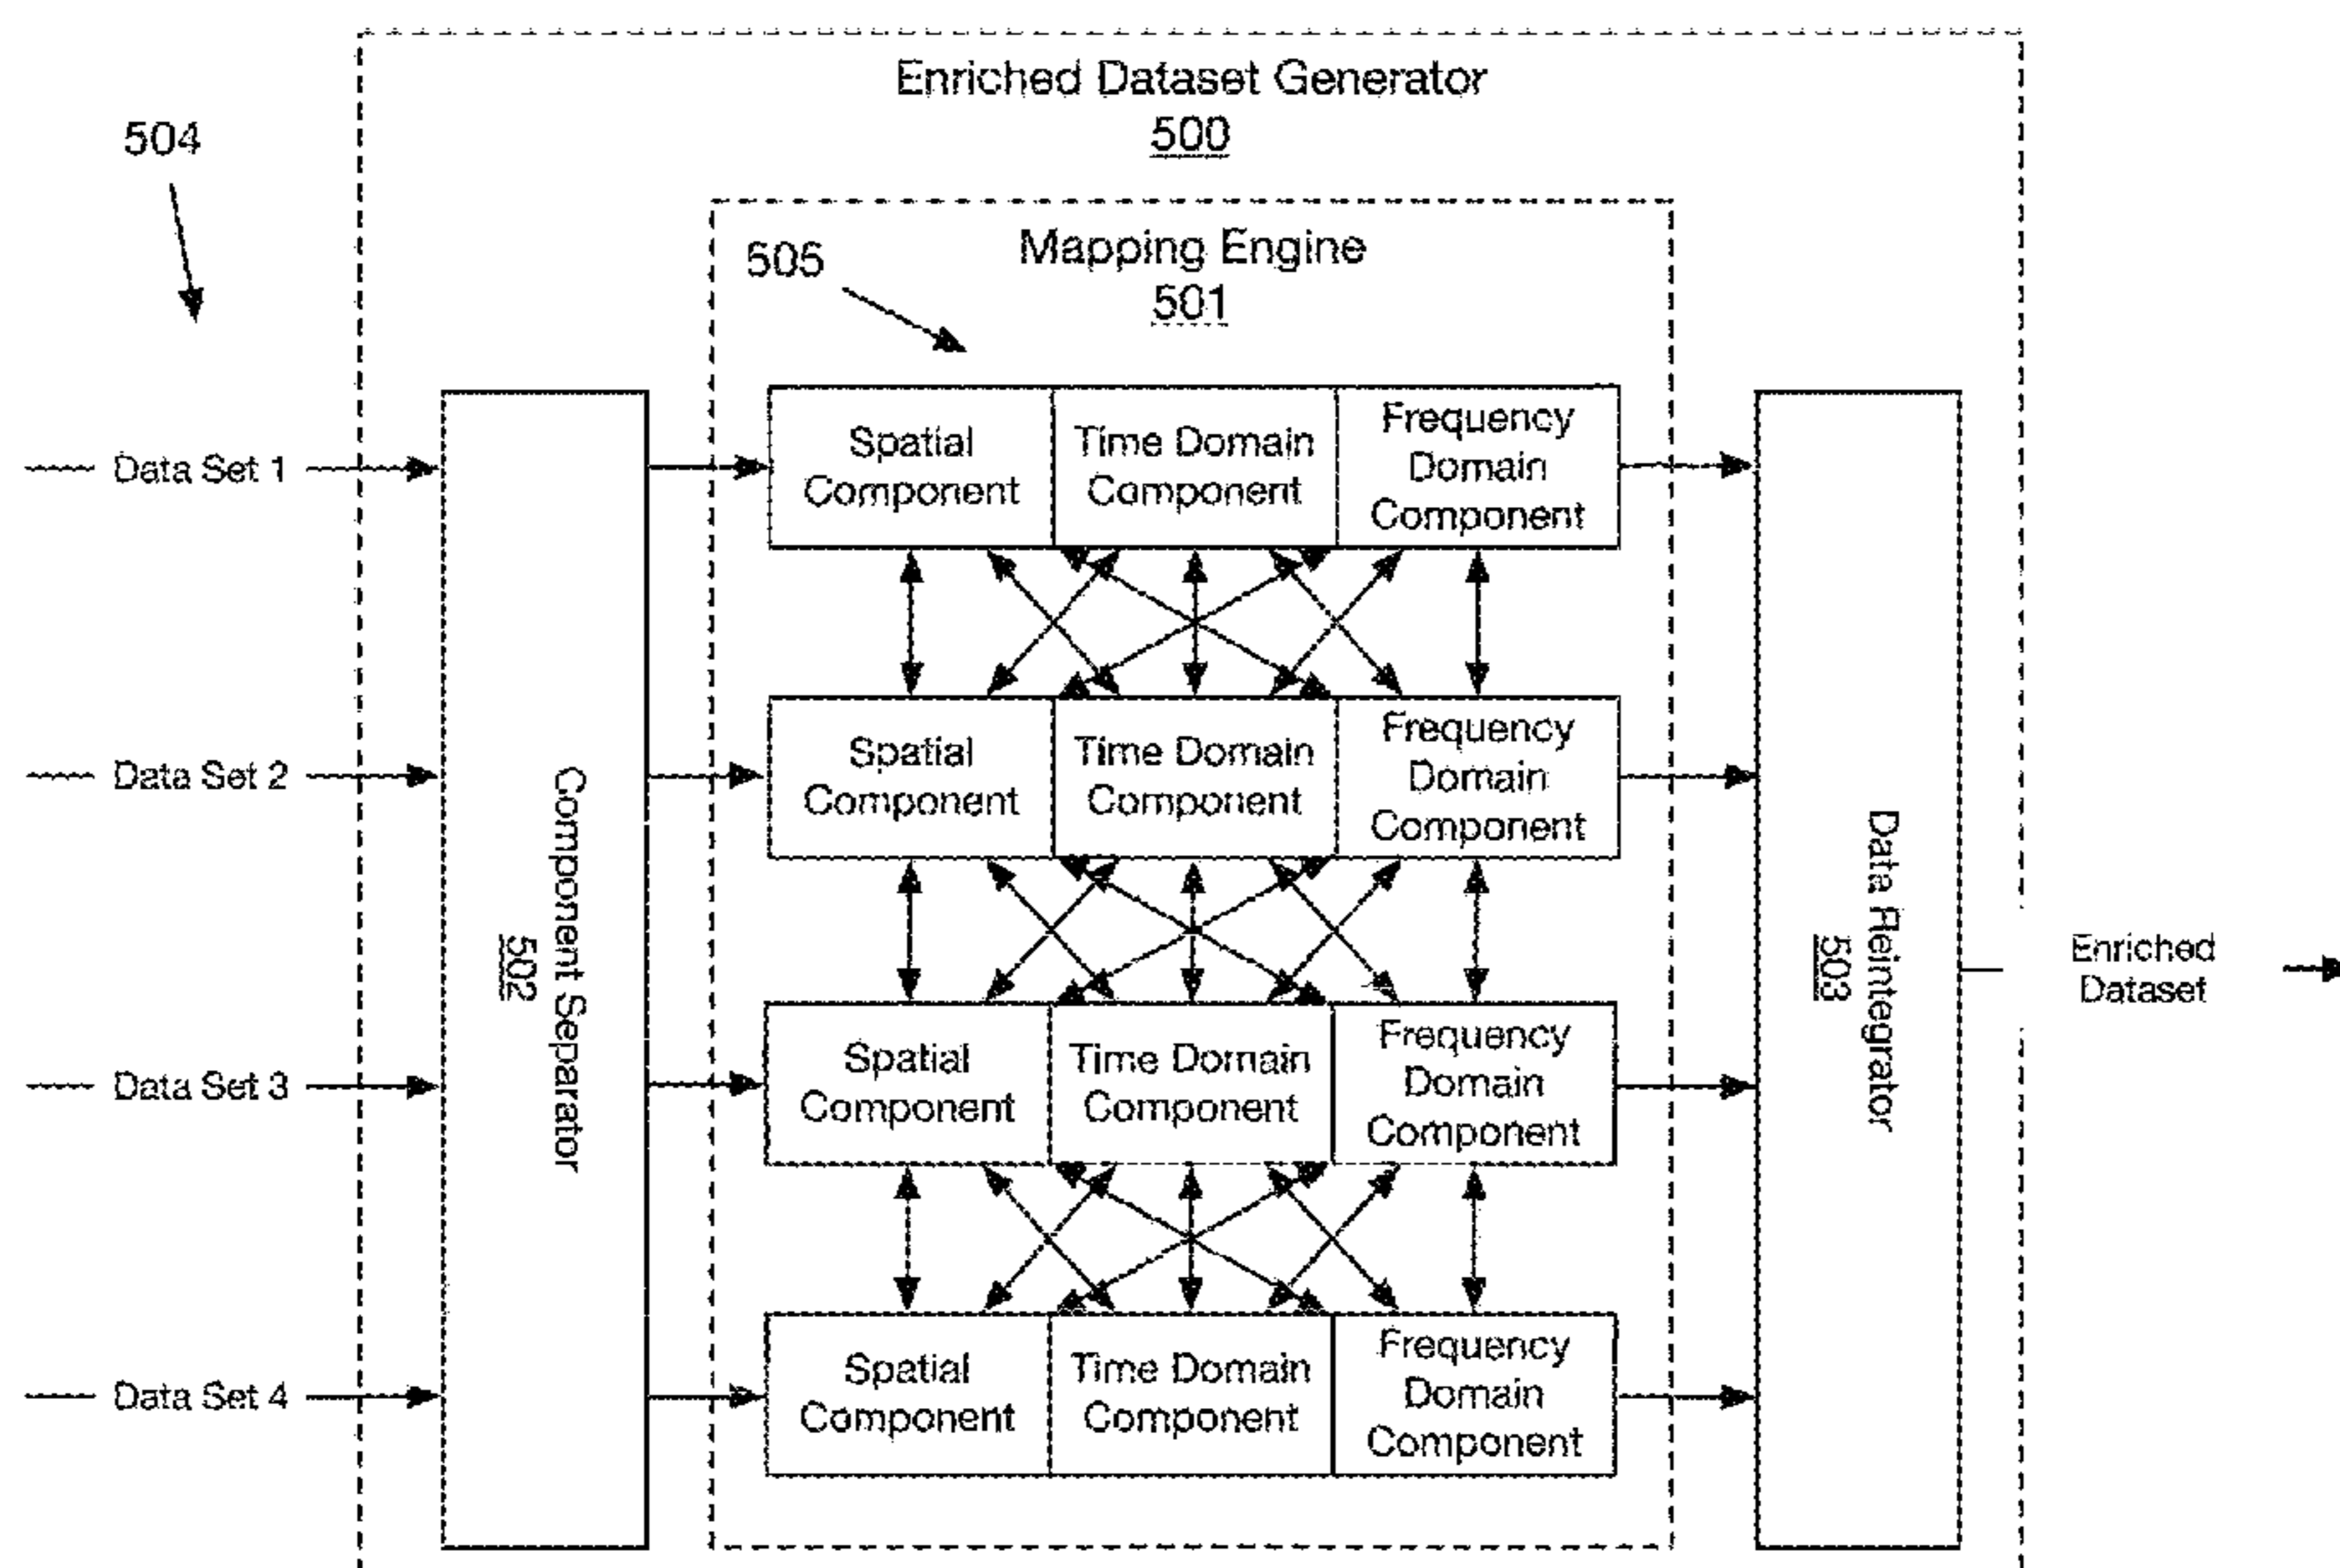 Enriched Dataset Generator
500
504
Mapping Engine
501
505
Data Set 1
Spatial
Component
Time Domain
Component
Frequency
Domain
Component
Data Set 2
Spatial
Component
Time Domain
Component
Frequency
Domain
Component
Component Separator
502
Data Reintegrator
503
Enriched
Dataset
Data Set 3
Spatial
Component
Time Domain
Component
Frequency
Domain
Component
Data Set 4
Spatial
Component
Time Domain
Component
Frequency
Domain
Component